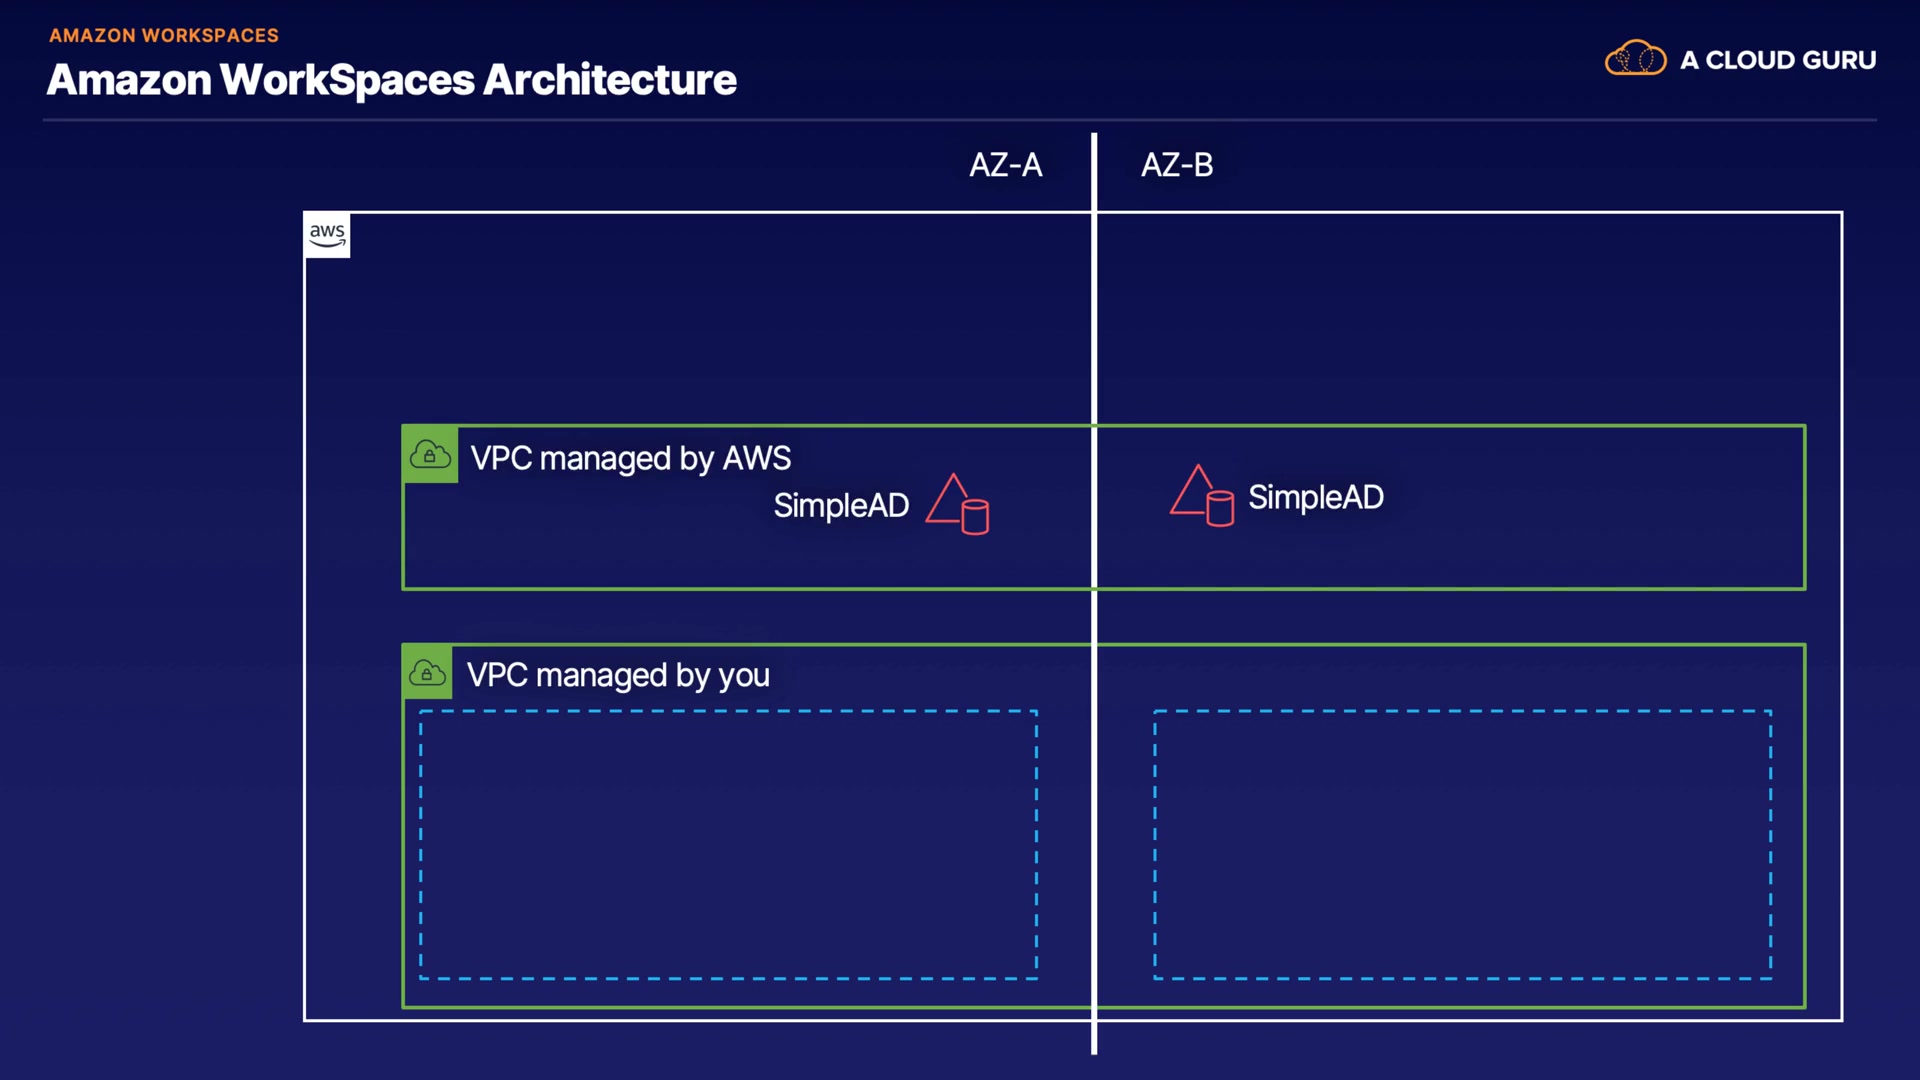 AMAZON WORKSPACES
Amazon WorkSpaces Architecture
A CLOUD GURU
AZ-A
AZ-B
aws
VPC managed by AWS
SimpleAD
SimpleAD
VPC managed by you